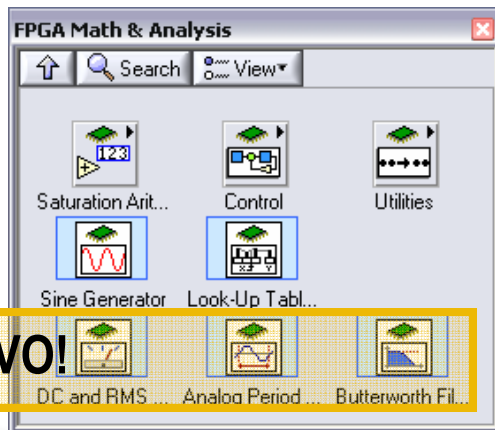 FPGA Math & Analysis
Search View
123
Saturation Arit... Control Utilities
Sine Generator Look-Up Tabl...
VO!
DC and RMS ... Analog Period ... Butterworth Fil...